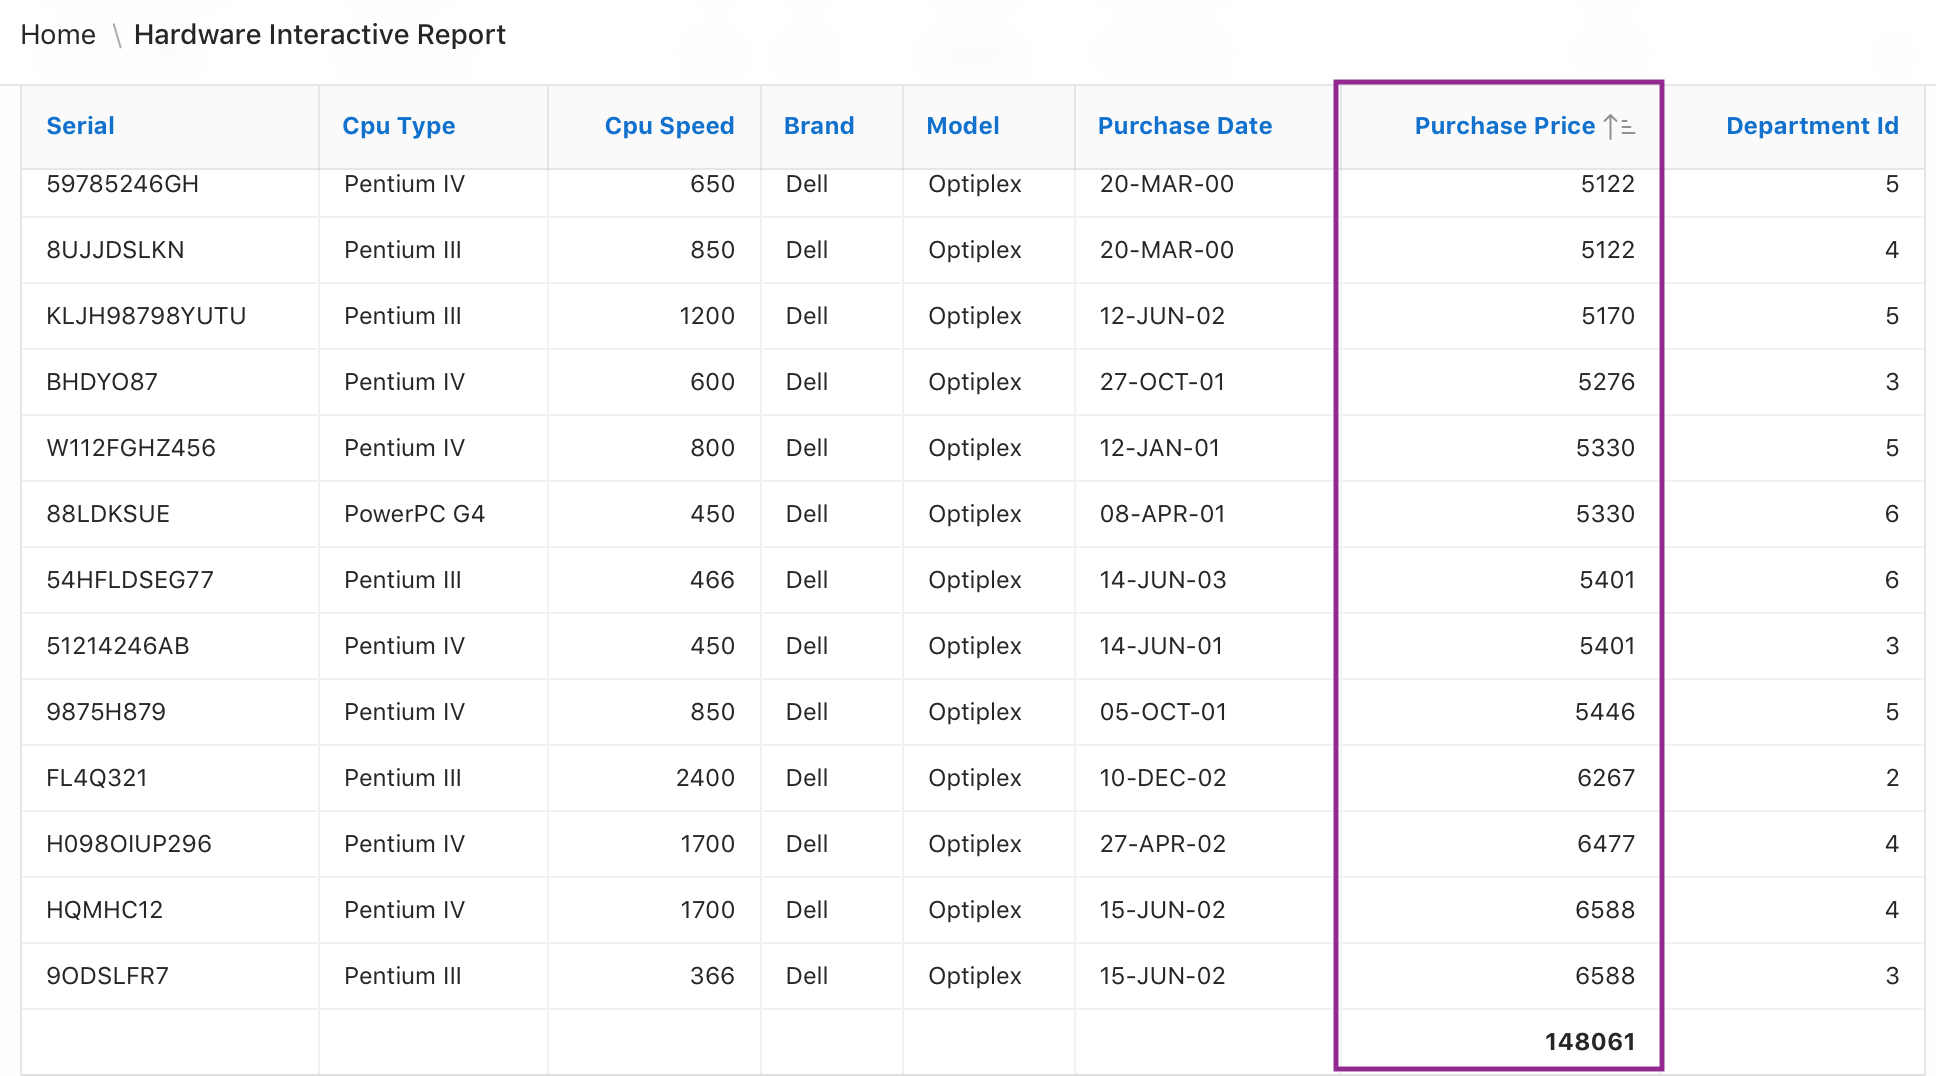 Home \ Hardware Interactive Report
Serial Cpu Type Cpu Speed Brand Model Purchase Date Purchase Price Department Id
59785246GH Pentium IV 650 Dell Optiplex 20-MAR-00 5122 5
8UJJDSLKN Pentium III 850 Dell Optiplex 20-MAR-00 5122 4
KLJH98798YUTU Pentium III 1200 Dell Optiplex 12-JUN-02 5170 5
BHDYO87 Pentium IV 600 Dell Optiplex 27-OCT-01 5276 3
W112FGHZ456 Pentium IV 800 Dell Optiplex 12-JAN-01 5330 5
88LDKSUE PowerPC G4 450 Dell Optiplex 08-APR-01 5330 6
54HFLDSEG77 Pentium III 466 Dell Optiplex 14-JUN-03 5401 6
51214246AB Pentium IV 450 Dell Optiplex 14-JUN-01 5401 3
9875H879 Pentium IV 850 Dell Optiplex 05-OCT-01 5446 5
FL4Q321 Pentium III 2400 Dell Optiplex 10-DEC-02 6267 2
H098OIUP296 Pentium IV 1700 Dell Optiplex 27-APR-02 6477 4
HQMHC12 Pentium IV 1700 Dell Optiplex 15-JUN-02 6588 4
9ODSLFR7 Pentium III 366 Dell Optiplex 15-JUN-02 6588 3
148061